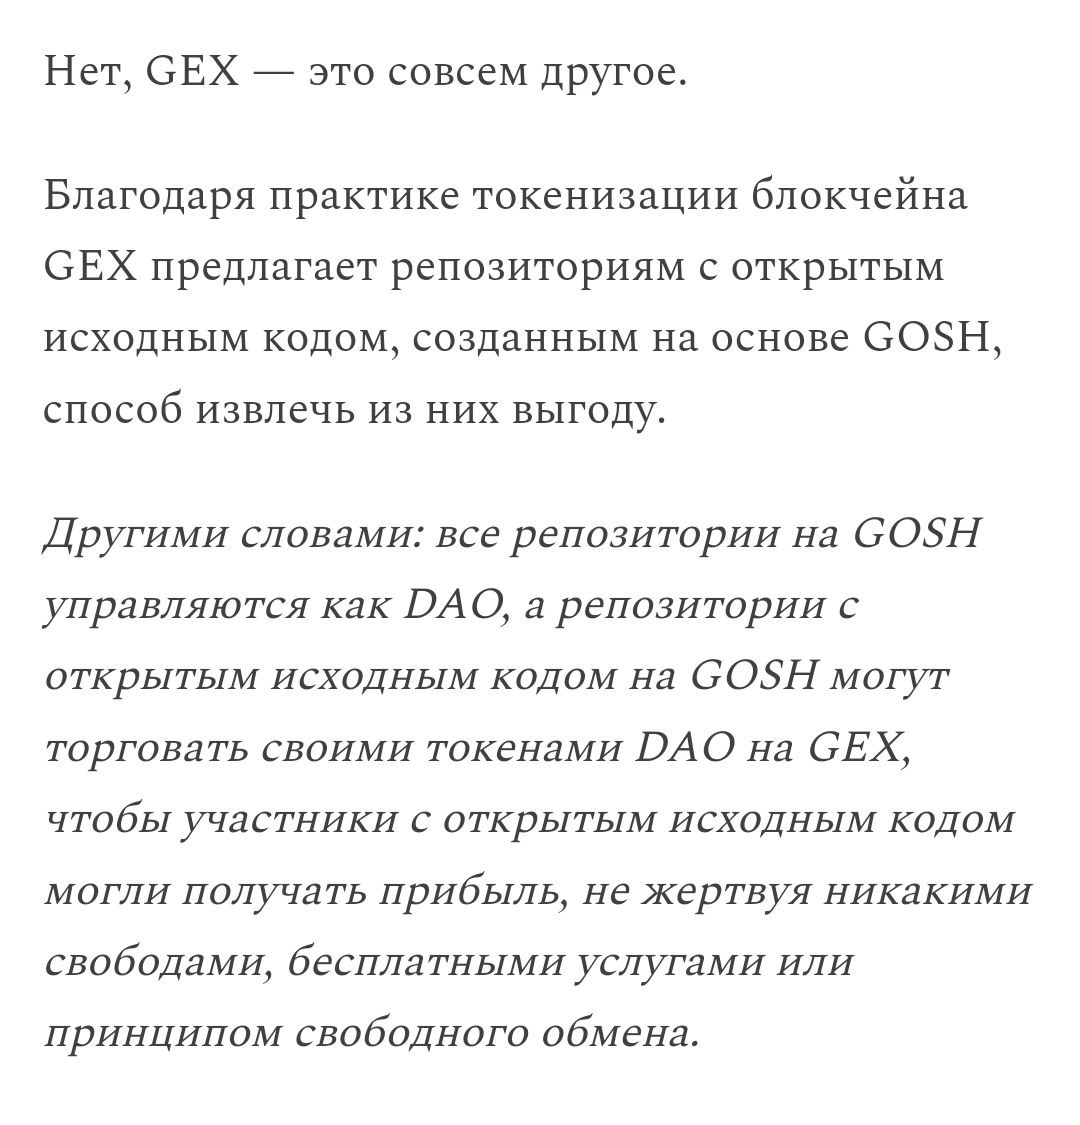 Нет, GEX — это совсем другое.
Благодаря практике токенизации блокчейна
GEX предлагает репозиториям с открытым
исходным кодом, созданным на основе GOSH,
способ извлечь из них выгоду.
Другими словами: все репозитории на GOSH
управляются как DAO, а репозитории с
открытым исходным кодом на GOSH могут
торговать своими токенами DAO на GEX,
чтобы участники с открытым исходным кодом
могли получать прибыль, не жертвуя никакими
свободами, бесплатными услугами или
принципом свободного обмена.